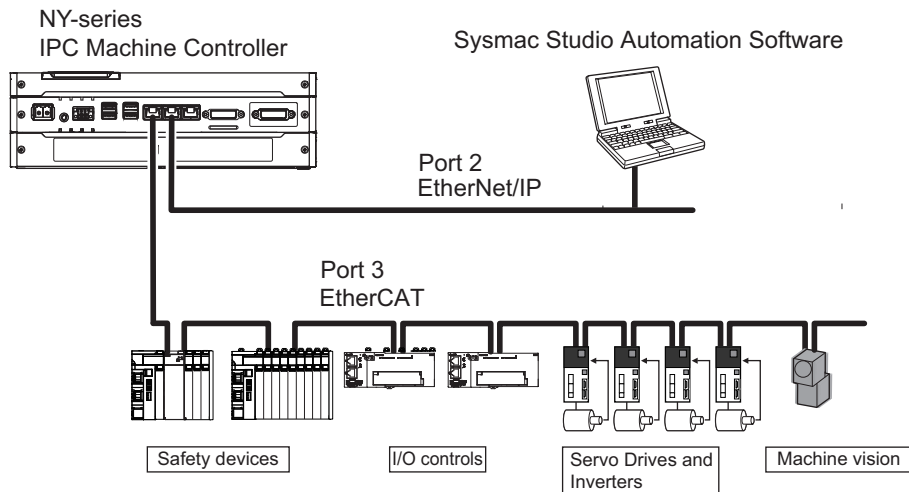 NY-series
IPC Machine Controller
Sysmac Studio Automation Software
Port 2
EtherNet/IP
Port 3
EtherCAT
Safety devices
I/O controls
Servo Drives and
Inverters
Machine vision